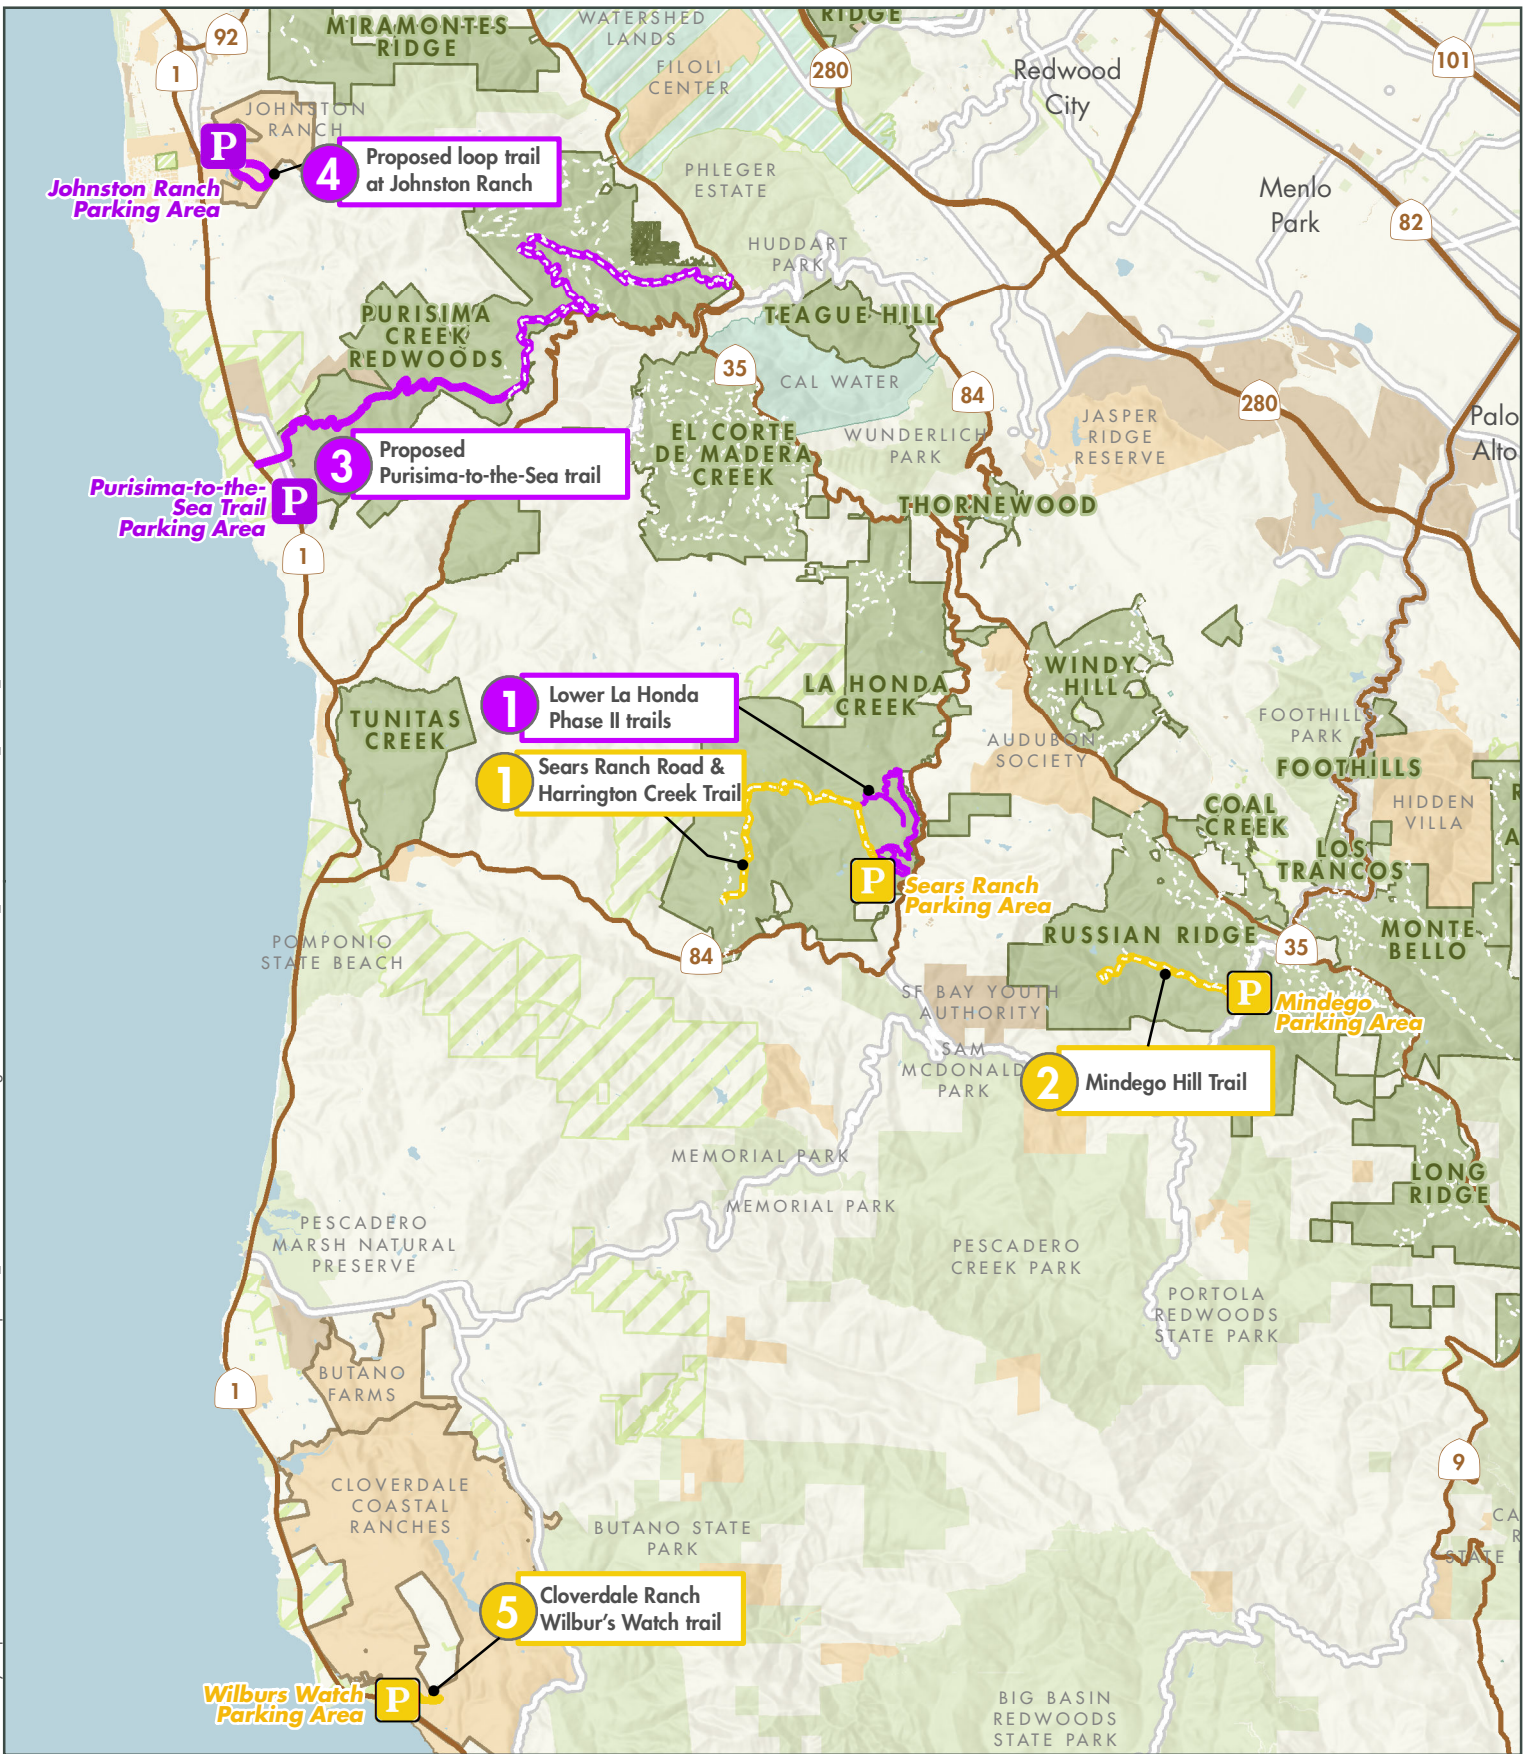 MIRAMONTES
RIDGE
WATERSHED
LANDS
RIDGE
FILOLI
CENTER
92
1
280
101
Redwood
City
JOHNSTON
RANCH
P
Johnston Ranch
Parking Area
4
Proposed loop trail
at Johnston Ranch
PHLEGER
ESTATE
Menlo
Park
82
HUDDART
PARK
PURISIMA
CREEK
REDWOODS
TEAGUE HILL
35
CAL WATER
84
280
JASPER
RIDGE
RESERVE
Palo
Alto
EL CORTE
DE MADERA
CREEK
WUNDERLICH
PARK
3
Proposed
Purisima-to-the-Sea trail
Purisima-to-the-
Sea Trail
Parking Area
P
THORNEWOOD
1
1
Lower La Honda
Phase II trails
LA HONDA
CREEK
WINDY
HILL
TUNITAS
CREEK
FOOTHILLS
PARK
AUDUBON
SOCIETY
FOOTHILLS
1
Sears Ranch Road &
Harrington Creek Trail
COAL
CREEK
HIDDEN
VILLA
R
A
LOS
TRANCOS
P
Sears Ranch
Parking Area
RUSSIAN RIDGE
35
MONTE
BELLO
POMPONIO
STATE BEACH
84
SF BAY YOUTH
AUTHORITY
P
Mindego
Parking Area
SAM
MCDONALD
PARK
2
Mindego Hill Trail
MEMORIAL PARK
MEMORIAL PARK
LONG
RIDGE
PESCADERO
MARSH NATURAL
PRESERVE
PESCADERO
CREEK PARK
PORTOLA
REDWOODS
STATE PARK
1
BUTANO
FARMS
9
CLOVERDALE
COASTAL
RANCHES
BUTANO STATE
PARK
CA
R
STATE
5
Cloverdale Ranch
Wilbur's Watch trail
Wilburs Watch
Parking Area
P
BIG BASIN
REDWOODS
STATE PARK